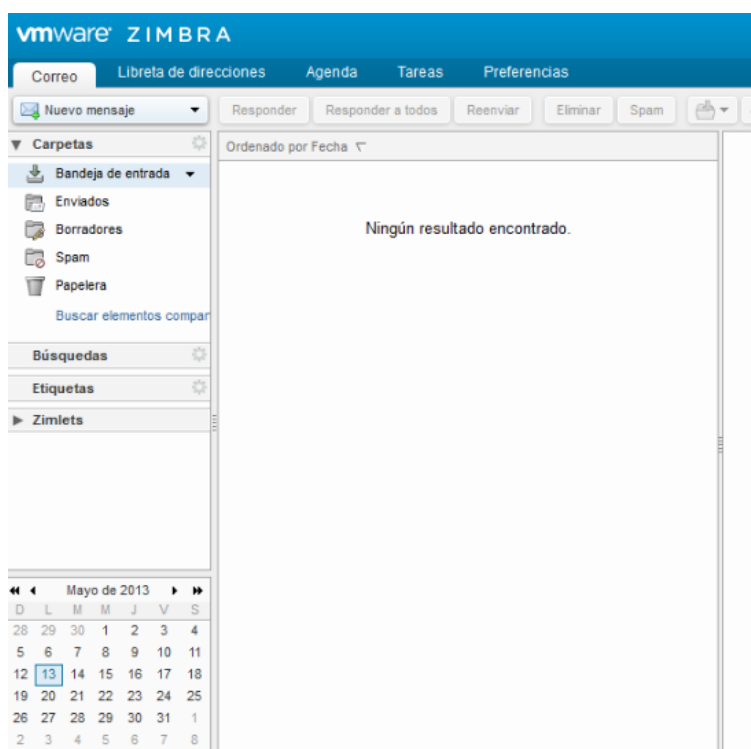 vmware ZIMBRA
Correo Libreta de direcciones Agenda Tareas Preferencias
Nuevo mensaje Responder Responder a todos Reenviar Eliminar Spam
Carpetas
Ordenado por Fecha
Bandeja de entrada
Enviados
Borradores
Spam
Papelera
Buscar elementos compar
Ningún resultado encontrado.
Búsquedas
Etiquetas
Zimlets
Mayo de 2013
D L M M J V S
28 29 30 1 2 3 4
5 6 7 8 9 10 11
12 13 14 15 16 17 18
19 20 21 22 23 24 25
26 27 28 29 30 31 1
2 3 4 5 6 7 8